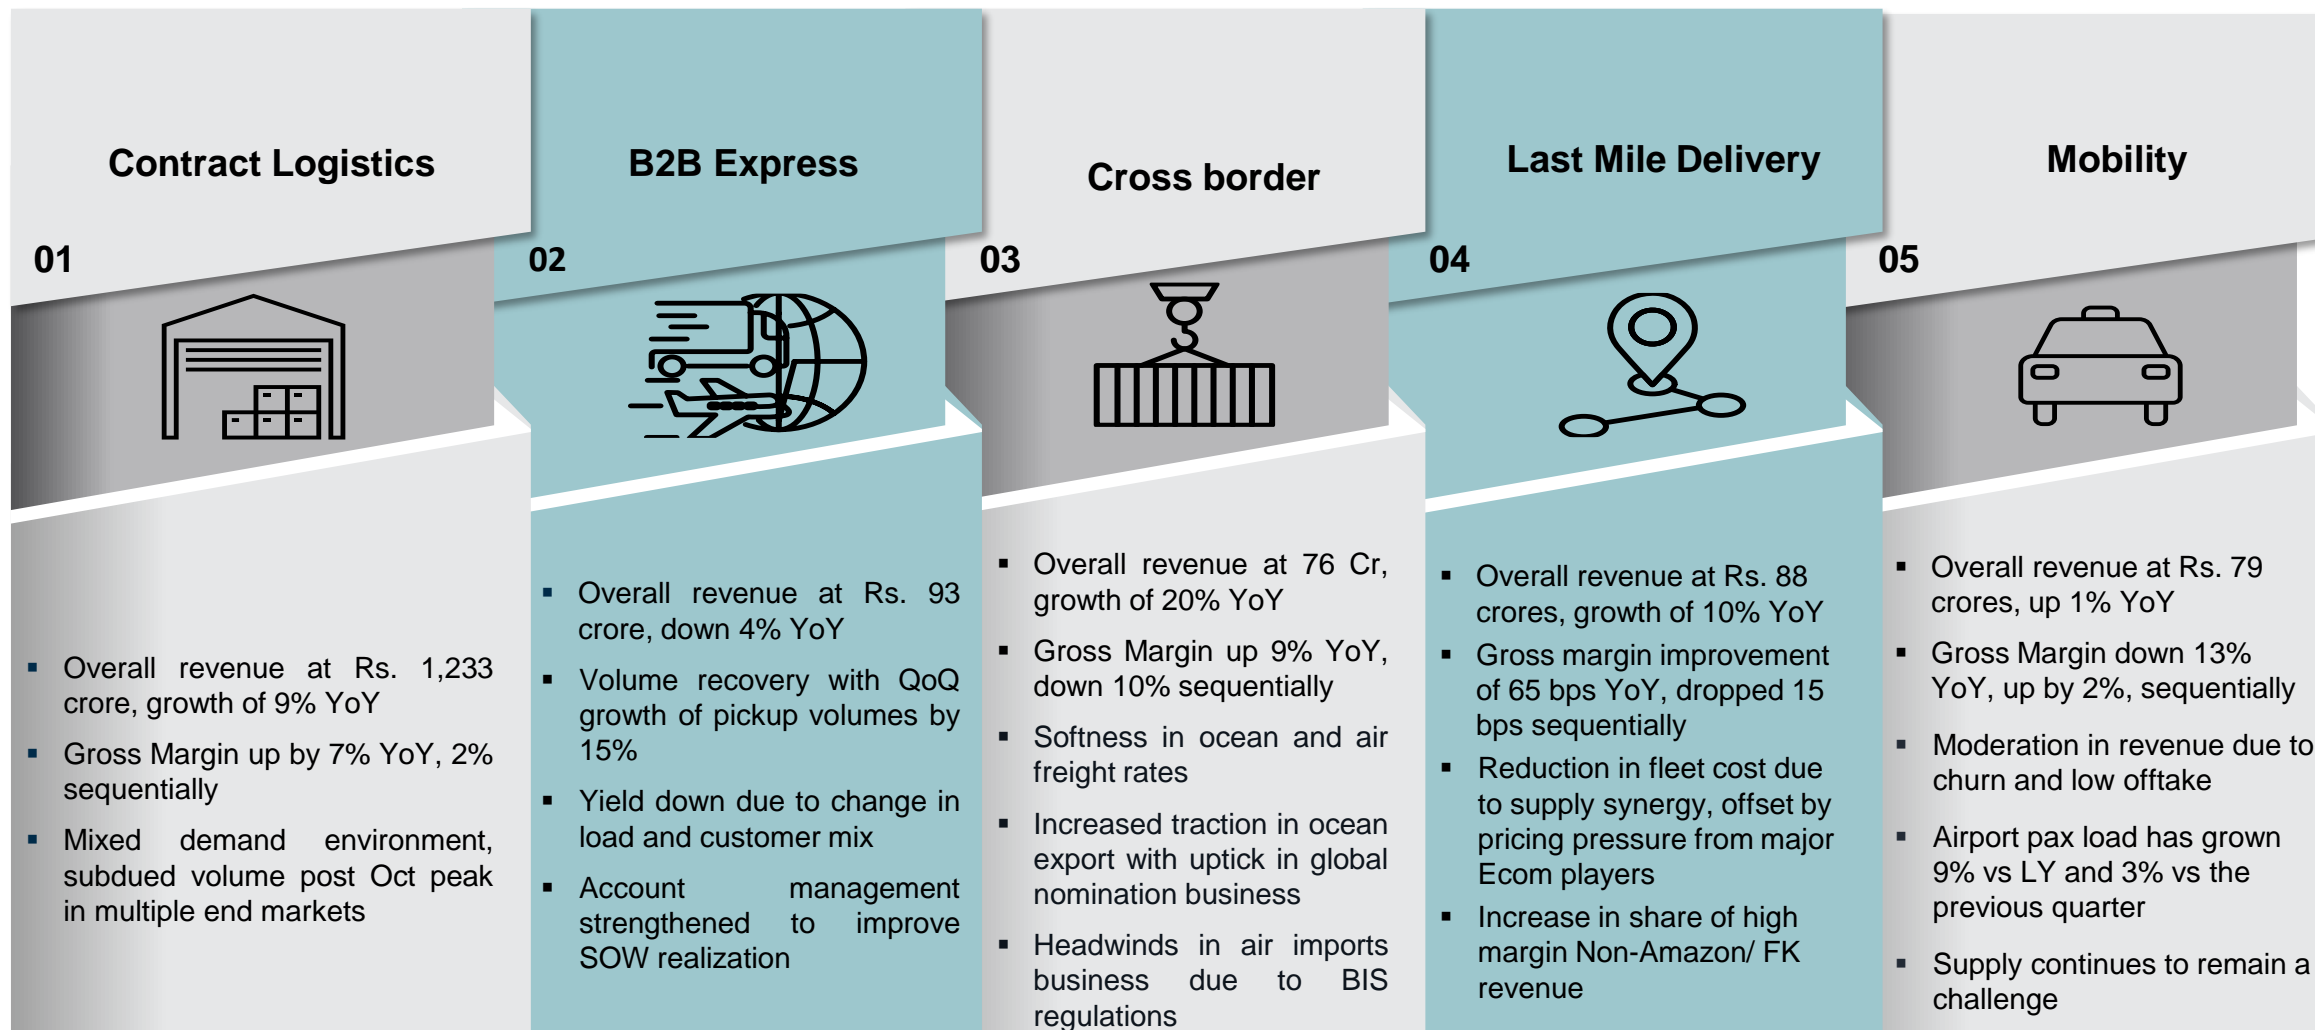 Contract Logistics
01
▪ Overall revenue at Rs. 1,233
crore, growth of 9% YoY
▪ Gross Margin up by 7% YoY, 2%
sequentially
▪ Mixed demand environment,
subdued volume post Oct peak
in multiple end markets
B2B Express
02
▪ Overall revenue at Rs. 93
crore, down 4% YoY
▪ Volume recovery with QoQ
growth of pickup volumes by
15%
▪ Yield down due to change in
load and customer mix
▪ Account management
strengthened to improve
SOW realization
Cross border
03
▪ Overall revenue at 76 Cr,
growth of 20% YoY
▪ Gross Margin up 9% YoY,
down 10% sequentially
▪ Softness in ocean and air
freight rates
▪ Increased traction in ocean
export with uptick in global
nomination business
▪ Headwinds in air imports
business due to BIS
regulations
Last Mile Delivery
04
▪ Overall revenue at Rs. 88
crores, growth of 10% YoY
▪ Gross margin improvement
of 65 bps YoY, dropped 15
bps sequentially
▪ Reduction in fleet cost due
to supply synergy, offset by
pricing pressure from major
Ecom players
▪ Increase in share of high
margin Non-Amazon/ FK
revenue
Mobility
05
▪ Overall revenue at Rs. 79
crores, up 1% YoY
▪ Gross Margin down 13%
YoY, up by 2%, sequentially
▪ Moderation in revenue due to
churn and low offtake
▪ Airport pax load has grown
9% vs LY and 3% vs the
previous quarter
▪ Supply continues to remain a
challenge